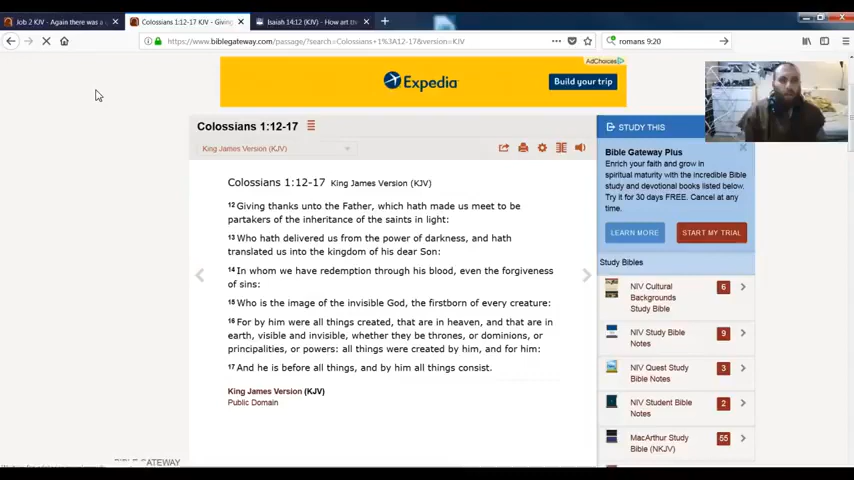 Job 2 KJV - Again there was a
Colossians 1:12-17 KJV - Giving
Isaiah 14:12 (KJV) - How art th
https://www.biblegateway.com/passage/?search=Colossians+1%3A12-17&version=KJV
romans 9:20
AdChoices
Expedia
Build your trip
Colossians 1:12-17
King James Version (KJV)
Colossians 1:12-17 King James Version (KJV)
12 Giving thanks unto the Father, which hath made us meet to be
partakers of the inheritance of the saints in light:
13 Who hath delivered us from the power of darkness, and hath
translated us into the kingdom of his dear Son:
14 In whom we have redemption through his blood, even the forgiveness
of sins:
15 Who is the image of the invisible God, the firstborn of every creature:
16 For by him were all things created, that are in heaven, and that are in
earth, visible and invisible, whether they be thrones, or dominions, or
principalities, or powers: all things were created by him, and for him:
17 And he is before all things, and by him all things consist.
King James Version (KJV)
Public Domain
BIBLE GATEWAY
STUDY THIS
Bible Gateway Plus
Enrich your faith and grow in
spiritual maturity with the incredible Bible
study and devotional books listed below.
Try it for 30 days FREE. Cancel at any
time.
LEARN MORE
START MY TRIAL
Study Bibles
NIV Cultural
Backgrounds
Study Bible
6
NIV Study Bible
Notes
9
NIV Quest Study
Bible Notes
3
NIV Student Bible
Notes
2
MacArthur Study
Bible (NKJV)
55